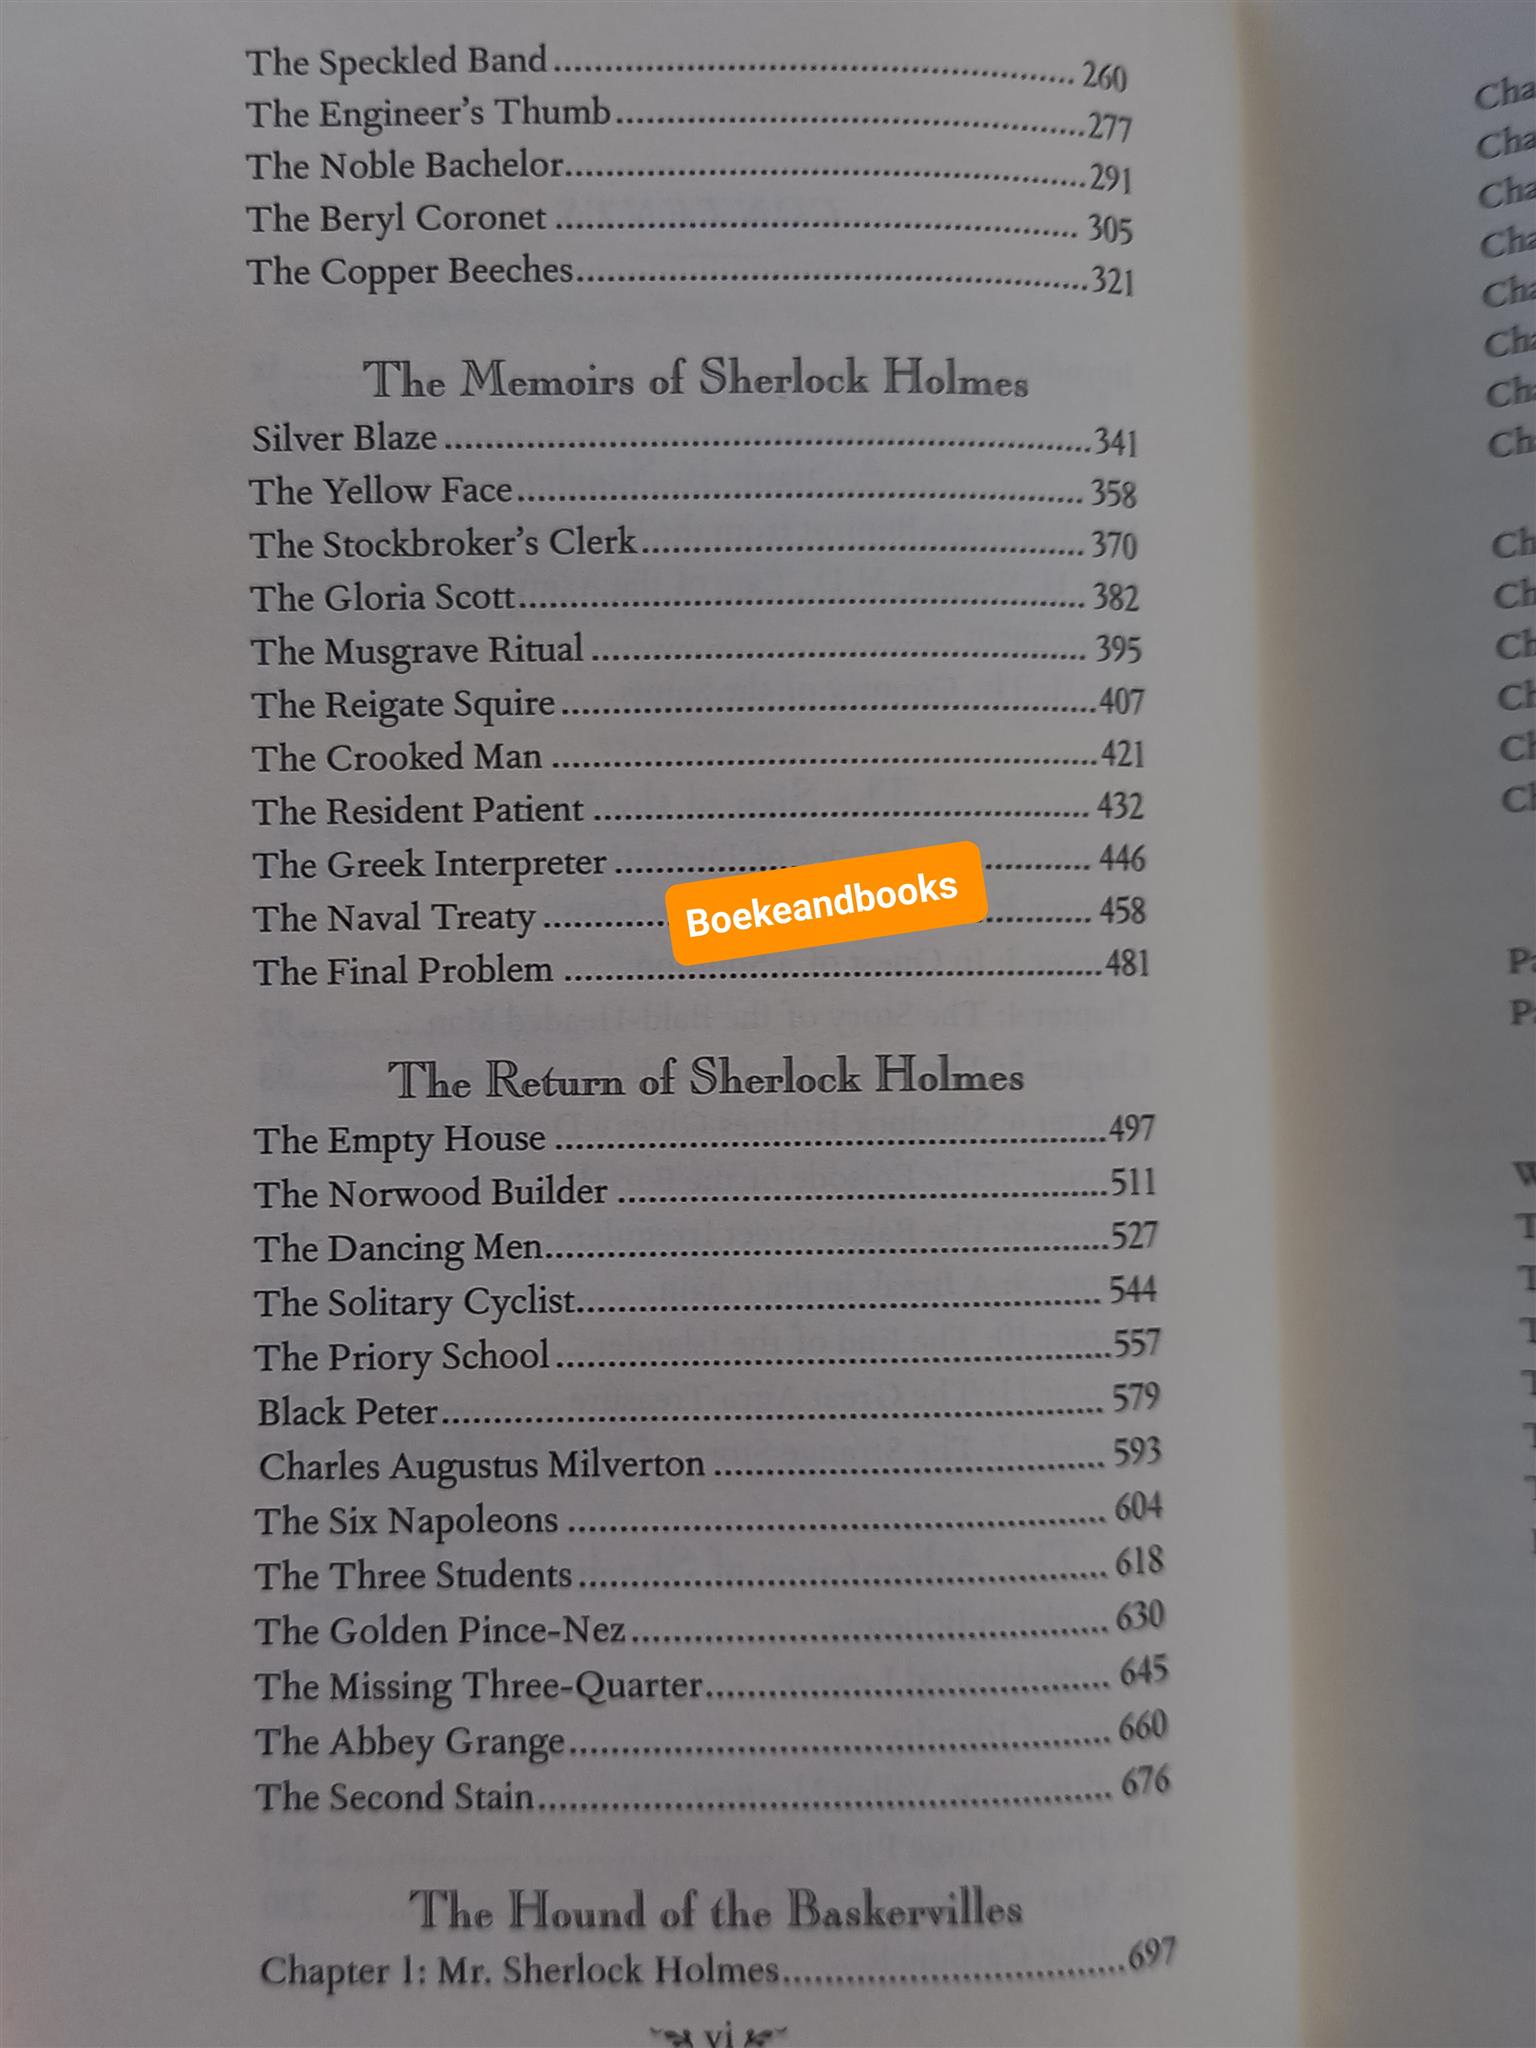 The Speckled Band.................................................. 260
The Engineer's Thumb.............................................277
The Noble Bachelor..................................................291
The Beryl Coronet .................................................. 305
The Copper Beeches.................................................321
The Memoirs of Sherlock Holmes
Silver Blaze..............................................................341
The Yellow Face...................................................... 358
The Stockbroker's Clerk.......................................... 370
The Gloria Scott...................................................... 382
The Musgrave Ritual ............................................... 395
The Reigate Squire...................................................407
The Crooked Man ....................................................421
The Resident Patient ............................................... 432
The Greek Interpreter ............................................. 446
The Naval Treaty .................................................... 458
Boekeandbooks
The Final Problem ...................................................481
The Return of Sherlock Holmes
The Empty House ....................................................497
The Norwood Builder ..............................................511
The Dancing Men.....................................................527
The Solitary Cyclist.................................................. 544
The Priory School.....................................................557
Black Peter............................................................... 579
Charles Augustus Milverton ..................................... 593
The Six Napoleons ................................................... 604
The Three Students.................................................. 618
The Golden Pince-Nez............................................. 630
The Missing Three-Quarter...................................... 645
The Abbey Grange................................................... 660
The Second Stain...................................................... 676
The Hound of the Baskervilles
Chapter 1: Mr. Sherlock Holmes................................697
vi